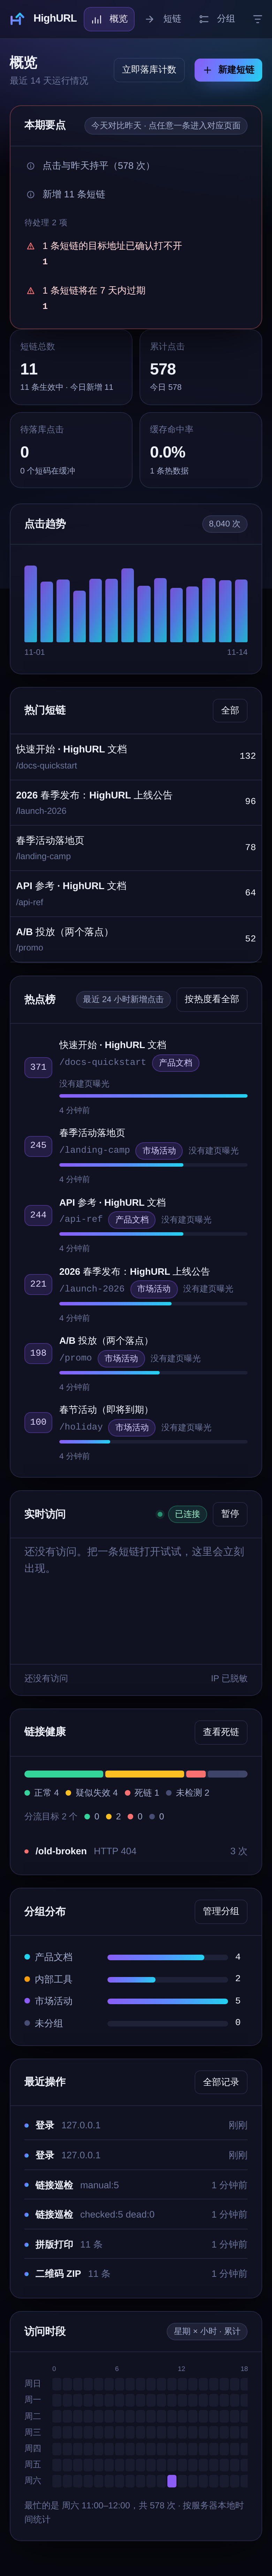 HighURL 概览 短链 分组
概览
最近 14 天运行情况
立即落库计数 新建短链
本期要点 今天对比昨天 · 点任意一条进入对应页面
点击与昨天持平（578 次）
新增 11 条短链
待处理 2 项
1 条短链的目标地址已确认打不开
1
1 条短链将在 7 天内过期
1
短链总数 累计点击
11 578
11 条生效中 · 今日新增 11 今日 578
待落库点击 缓存命中率
0 0.0%
0 个短码在缓冲 1 条热数据
点击趋势 8,040 次
11-01 11-14
热门短链 全部
快速开始 · HighURL 文档 132
/docs-quickstart
2026 春季发布：HighURL 上线公告 96
/launch-2026
春季活动落地页 78
/landing-camp
API 参考 · HighURL 文档 64
/api-ref
A/B 投放（两个落点） 52
/promo
热点榜 最近 24 小时新增点击 按热度看全部
快速开始 · HighURL 文档
371 /docs-quickstart 产品文档
没有建页曝光
4 分钟前
春季活动落地页
245 /landing-camp 市场活动 没有建页曝光
4 分钟前
API 参考 · HighURL 文档
244 /api-ref 产品文档 没有建页曝光
4 分钟前
2026 春季发布：HighURL 上线公告
221 /launch-2026 市场活动 没有建页曝光
4 分钟前
A/B 投放（两个落点）
198 /promo 市场活动 没有建页曝光
4 分钟前
春节活动（即将到期）
100 /holiday 市场活动 没有建页曝光
4 分钟前
实时访问 已连接 暂停
还没有访问。把一条短链打开试试，这里会立刻
出现。
还没有访问 IP 已脱敏
链接健康 查看死链
正常 4 疑似失效 4 死链 1 未检测 2
分流目标 2 个 0 2 0 0
/old-broken HTTP 404 3 次
分组分布 管理分组
产品文档 4
内部工具 2
市场活动 5
未分组 0
最近操作 全部记录
登录 127.0.0.1 刚刚
登录 127.0.0.1 刚刚
链接巡检 manual:5 1 分钟前
链接巡检 checked:5 dead:0 1 分钟前
拼版打印 11 条 1 分钟前
二维码 ZIP 11 条 1 分钟前
访问时段 星期 × 小时 · 累计
0 6 12 18
周日
周一
周二
周三
周四
周五
周六
最忙的是 周六 11:00–12:00，共 578 次 · 按服务器本地时
间统计